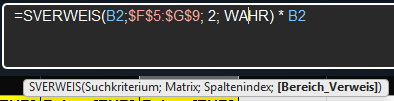 =SVERWEIS(B2;$F$5:$G$9; 2; WAHR) * B2
SVERWEIS(Suchkriterium; Matrix; Spaltenindex; [Bereich_Verweis])